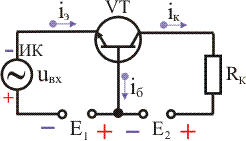 VT
iэ
iк
- ИК
uвх
+
iб
Rк
- E1 + - E2 +